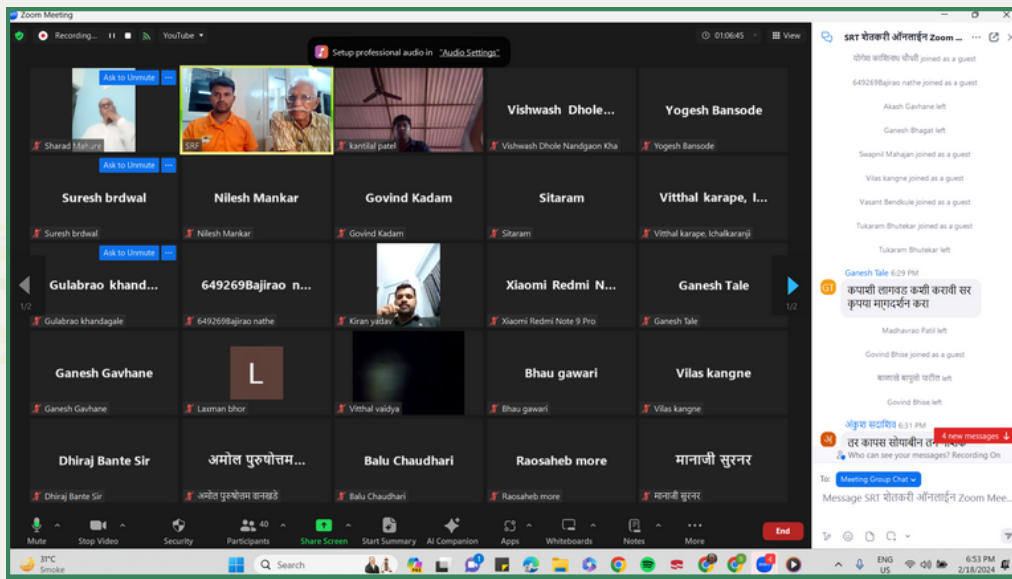 Zoom Meeting
Recording...
YouTube
Setup professional audio in "Audio Settings"
01:06:45
View
Ask to Unmute
Sharad Mahure
SRF
kantilal patel
Vishwash Dhole...
Vishwash Dhole Nandgaon Kha
Yogesh Bansode
Yogesh Bansode
Ask to Unmute
Suresh brdwal
Suresh brdwal
Nilesh Mankar
Nilesh Mankar
Govind Kadam
Govind Kadam
Sitaram
Sitaram
Vitthal karape, I...
Vitthal karape, Ichalkaranji
Ask to Unmute
Gulabrao khand...
Gulabrao khandagale
649269Bajirao n...
649269Bajirao nathe
Kiran yadav
Xiaomi Redmi N...
Xiaomi Redmi Note 9 Pro
Ganesh Tale
Ganesh Tale
1/2
1/2
Ganesh Gavhane
Ganesh Gavhane
L
Laxman bhor
Vitthal vaidya
Bhau gawari
Bhau gawari
Vilas kangne
Vilas kangne
Dhiraj Bante Sir
Dhiraj Bante Sir
अमोल पुरुषोत्तम...
अमोल पुरुषोत्तम वानखडे
Balu Chaudhari
Balu Chaudhari
Raosaheb more
Raosaheb more
मानाजी सुरनर
मानाजी सुरनर
Mute
Stop Video
Security
Participants
40
Share Screen
Start Summary
AI Companion
Apps
Whiteboards
Notes
More
End
SRT शेतकरी ऑनलाईन Zoom ...
योगेश काशिनाथ चौधरी joined as a guest
649269Bajirao nathe joined as a guest
Akash Gavhane left
Ganesh Bhagat left
Swapnil Mahajan joined as a guest
Vilas kangne joined as a guest
Vasant Bendkule joined as a guest
Tukaram Bhutekar joined as a guest
Tukaram Bhutekar left
Ganesh Tale 6:29 PM
GT
कपाशी लागवड कशी करावी सर
कृपया मागदर्शन करा
Madhavrao Patil left
Govind Bhise joined as a guest
बापूसो पाटील left
Govind Bhise left
अंकुश सदाशिव 6:31 PM
अ
तर कापस सोयाबीन तन
4 new messages
Who can see your messages? Recording On
To: Meeting Group Chat
Message SRT शेतकरी ऑनलाईन Zoom Mee...
31°C
Smoke
Search
ENG
US
6:53 PM
2/18/2024